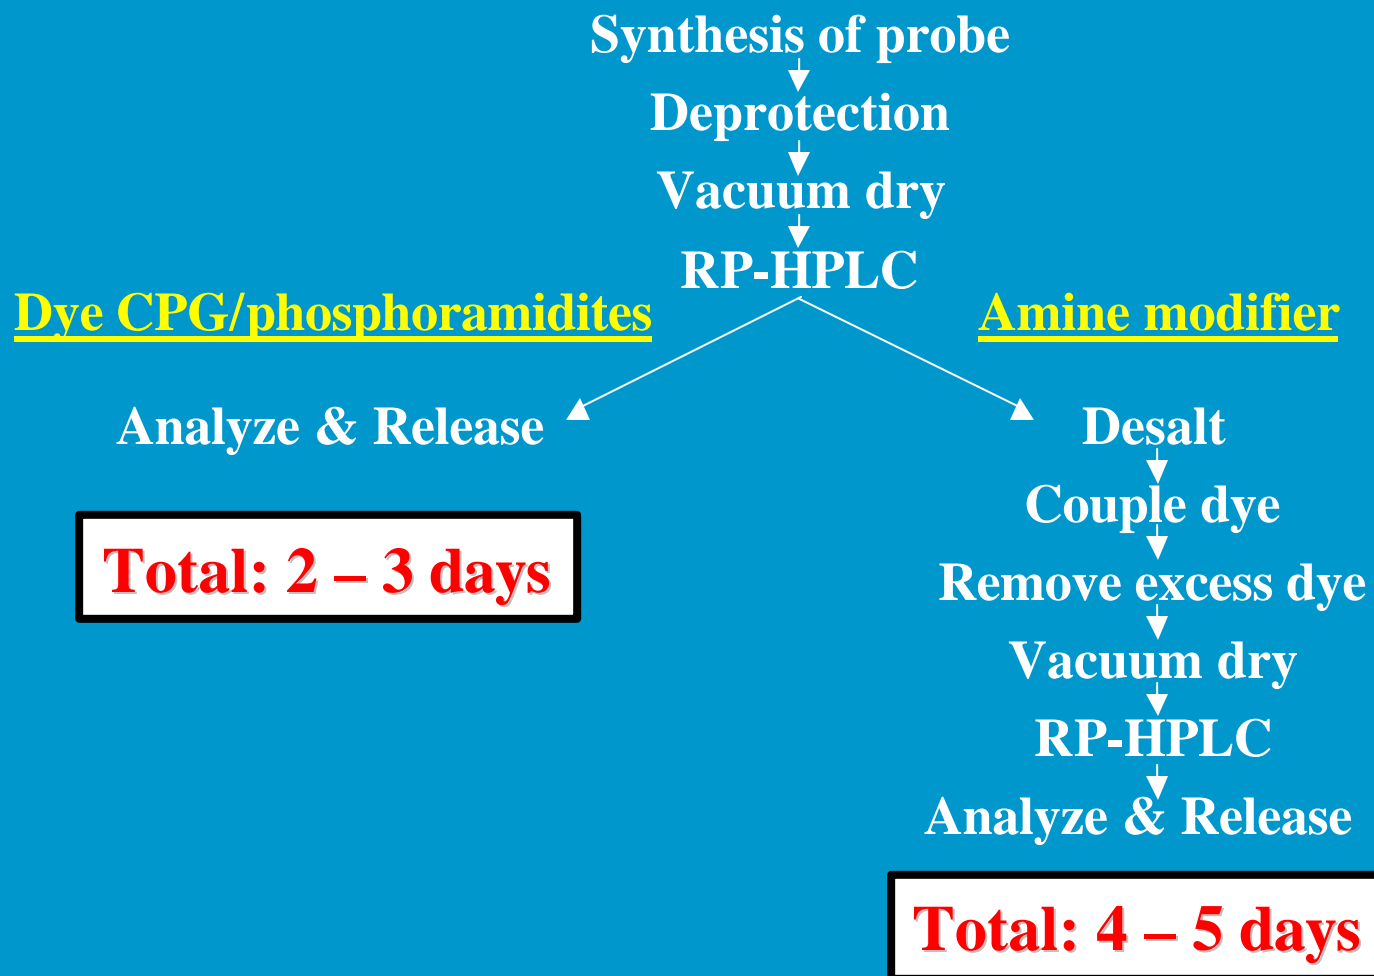 Synthesis of probe
Deprotection
Vacuum dry
RP-HPLC
Dye CPG/phosphoramidites
Analyze & Release
Total: 2 – 3 days
Amine modifier
Desalt
Couple dye
Remove excess dye
Vacuum dry
RP-HPLC
Analyze & Release
Total: 4 – 5 days